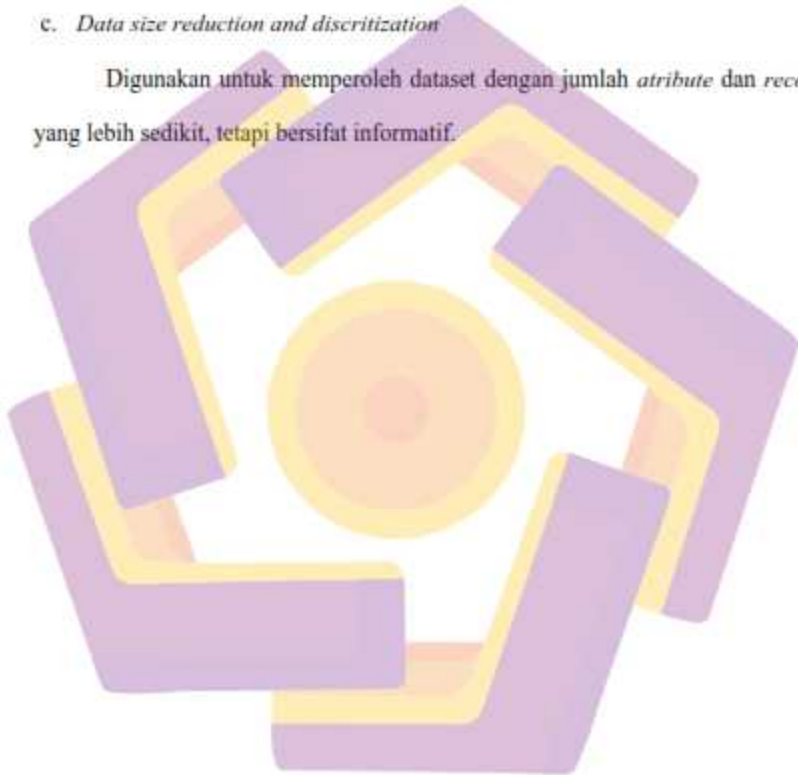 c. Data size reduction and discritization
Digunakan untuk memperoleh dataset dengan jumlah atribute dan
yang lebih sedikit, tetapi bersifat informatif.